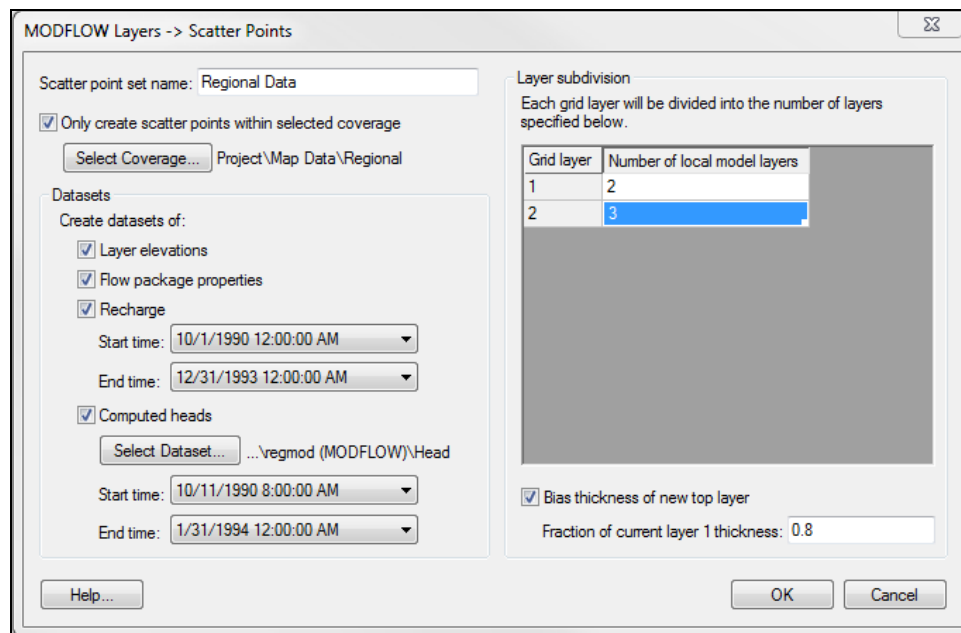 MODFLOW Layers -> Scatter Points
Scatter point set name: Regional Data
Only create scatter points within selected coverage
Select Coverage... Project\Map Data\Regional
Datasets
Create datasets of:
Layer elevations
Flow package properties
Recharge
Start time: 10/1/1990 12:00:00 AM
End time: 12/31/1993 12:00:00 AM
Computed heads
Select Dataset... ...\regmod (MODFLOW)\Head
Start time: 10/11/1990 8:00:00 AM
End time: 1/31/1994 12:00:00 AM
Layer subdivision
Each grid layer will be divided into the number of layers
specified below.
Grid layer Number of local model layers
1 2
2 3
Bias thickness of new top layer
Fraction of current layer 1 thickness: 0.8
Help... OK Cancel